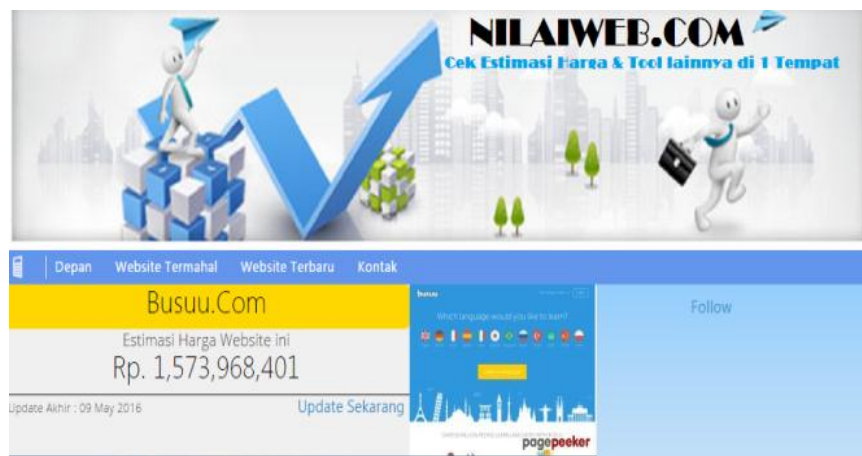 NILAIWEB.COM
Cek Estimasi Harga & Tool lainnya di 1 Tempat
Depan Website Termahal Website Terbaru Kontak
Busuu.Com
Estimasi Harga Website ini
Rp. 1,573,968,401
Update Akhir : 09 May 2016 Update Sekarang
busuu
Which language would you like to learn?
pagepeeker
Follow